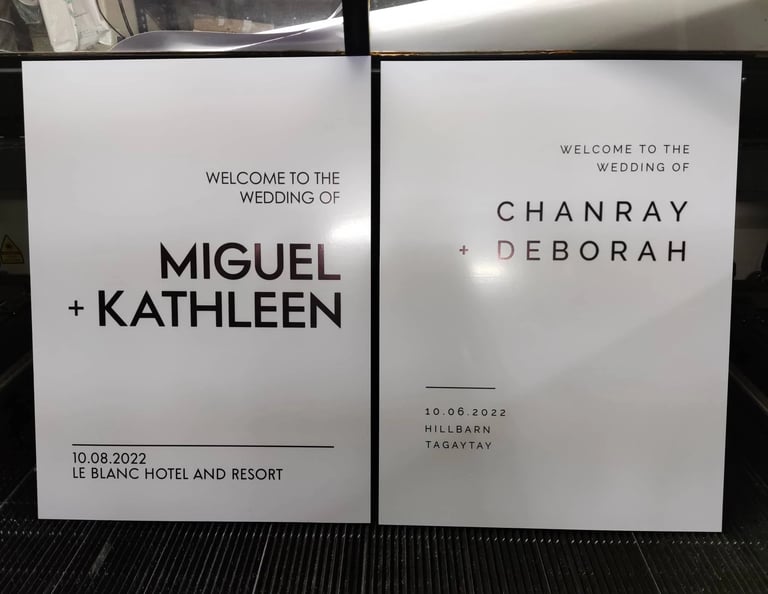 WELCOME TO THE
WEDDING OF
MIGUEL
+ KATHLEEN
10.08.2022
LE BLANC HOTEL AND RESORT
WELCOME TO THE
WEDDING OF
CHANRAY
+ DEBORAH
10.06.2022
HILLBARN
TAGAYTAY